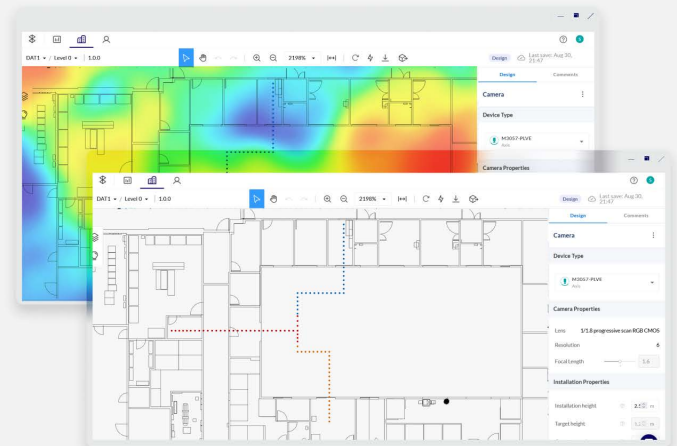 DAT1 / Level 0 | 1.0.0
2198%
Design
Last save: Aug 30, 21:47
Design Comments
Camera
Device Type
M3057-PLVE
Axis
Camera Properties
DAT1 / Level 0 | 1.0.0
2198%
Design
Last save: Aug 30, 21:47
Design Comments
Camera
Device Type
M3057-PLVE
Axis
Camera Properties
Lens 1/1.8 progressive scan RGB CMOS
Resolution 6
Focal Length
Installation Properties
Installation height 2.5 m
Target height m